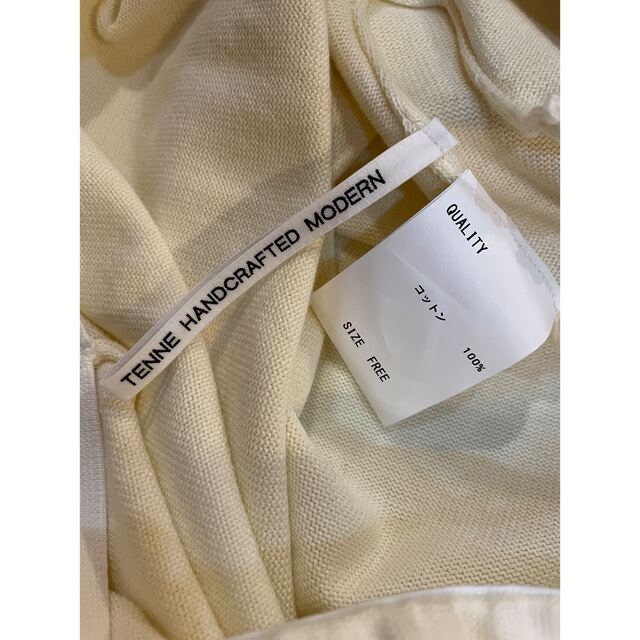 TENNE HANDCRAFTED MODERN
QUALITY
コットン 100%
SIZE FREE